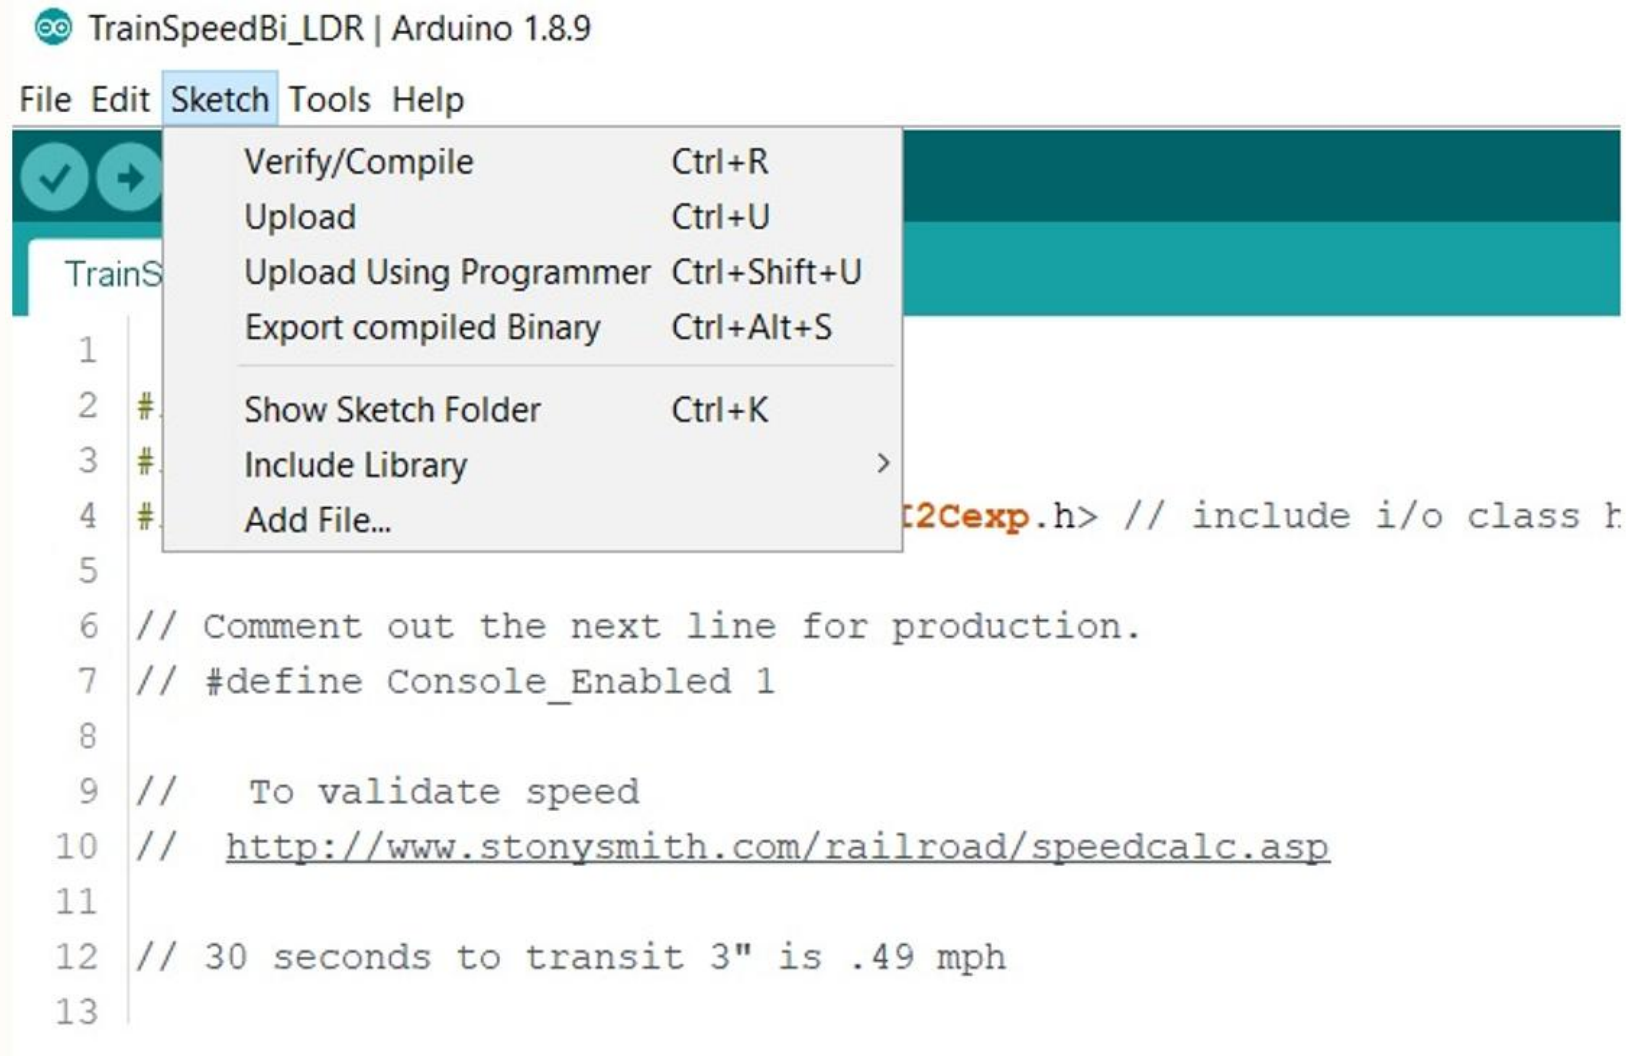 TrainSpeedBi_LDR | Arduino 1.8.9
File Edit Sketch Tools Help
Verify/Compile Ctrl+R
Upload Ctrl+U
Upload Using Programmer Ctrl+Shift+U
Export compiled Binary Ctrl+Alt+S
Show Sketch Folder Ctrl+K
Include Library >
Add File...
TrainS
1
2 #
3 #
4 # 2Cexp.h> // include i/o class
5
6 // Comment out the next line for production.
7 // #define Console_Enabled 1
8
9 // To validate speed
10 // http://www.stonysmith.com/railroad/speedcalc.asp
11
12 // 30 seconds to transit 3" is .49 mph
13